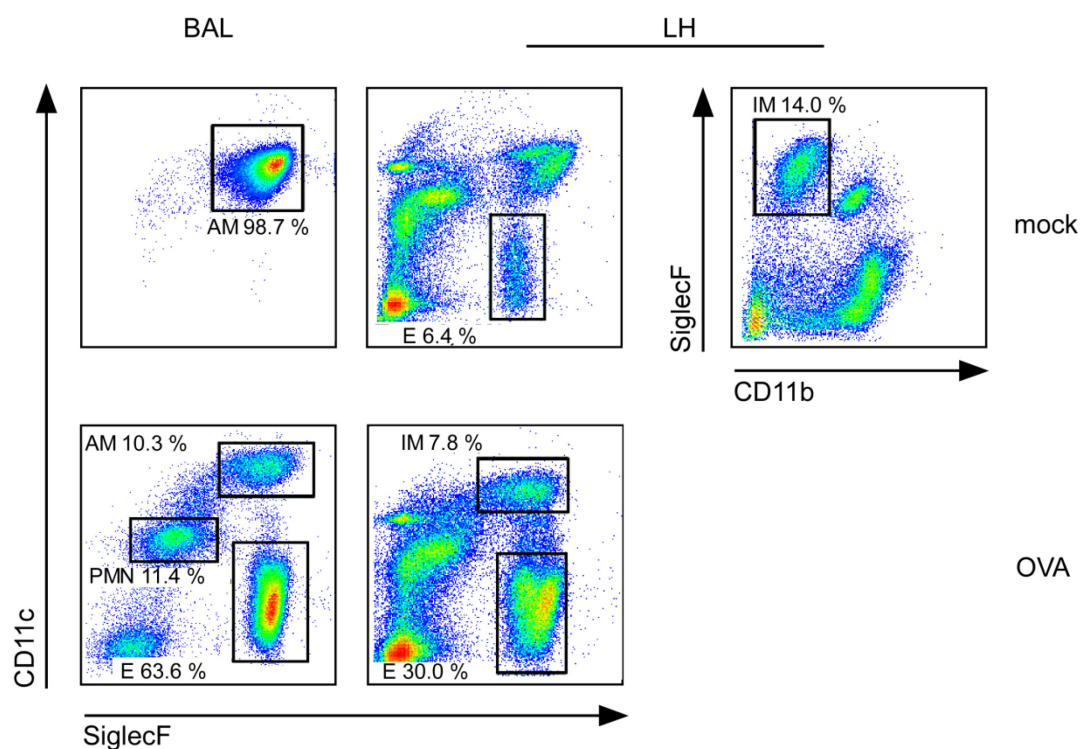 BAL
LH
IM 14.0 %
AM 98.7 %
E 6.4 %
mock
SiglecF
CD11b
AM 10.3 %
IM 7.8 %
PMN 11.4 %
E 63.6 %
E 30.0 %
OVA
CD11c
SiglecF